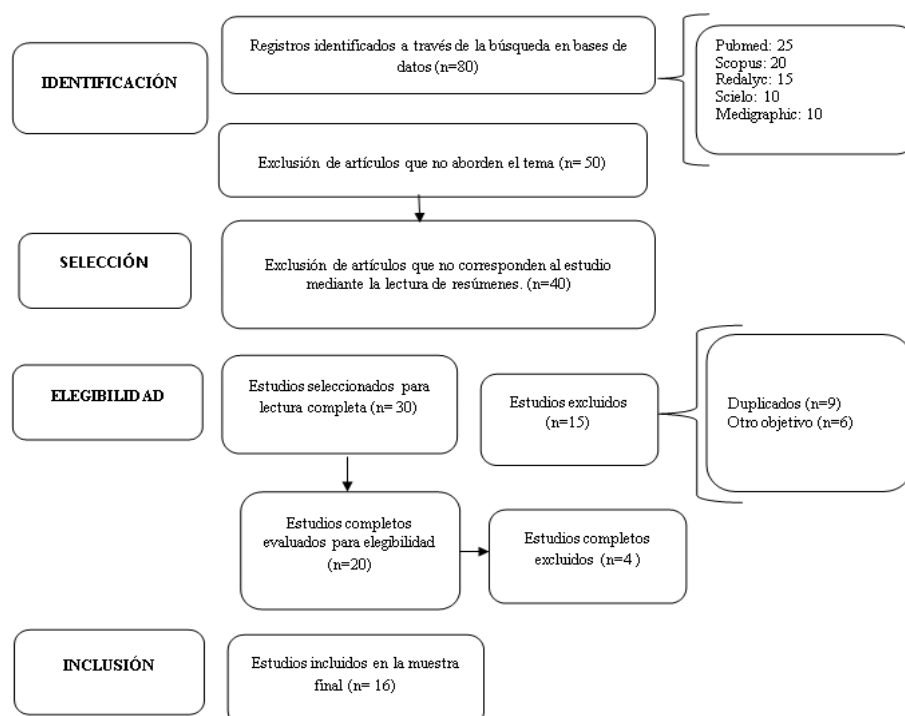 IDENTIFICACIÓN
Registros identificados a través de la búsqueda en bases de
datos (n=80)
Pubmed: 25
Scopus: 20
Redalyc: 15
Scielo: 10
Medigraphic: 10
Exclusión de artículos que no aborden el tema (n= 50)
SELECCIÓN
Exclusión de artículos que no corresponden al estudio
mediante la lectura de resúmenes. (n=40)
ELEGIBILIDAD
Estudios seleccionados para
lectura completa (n= 30)
Estudios excluidos
(n=15)
Duplicados (n=9)
Otro objetivo (n=6)
Estudios completos
evaluados para elegibilidad
(n=20)
Estudios completos
excluidos (n=4 )
INCLUSIÓN
Estudios incluidos en la muestra
final (n= 16)